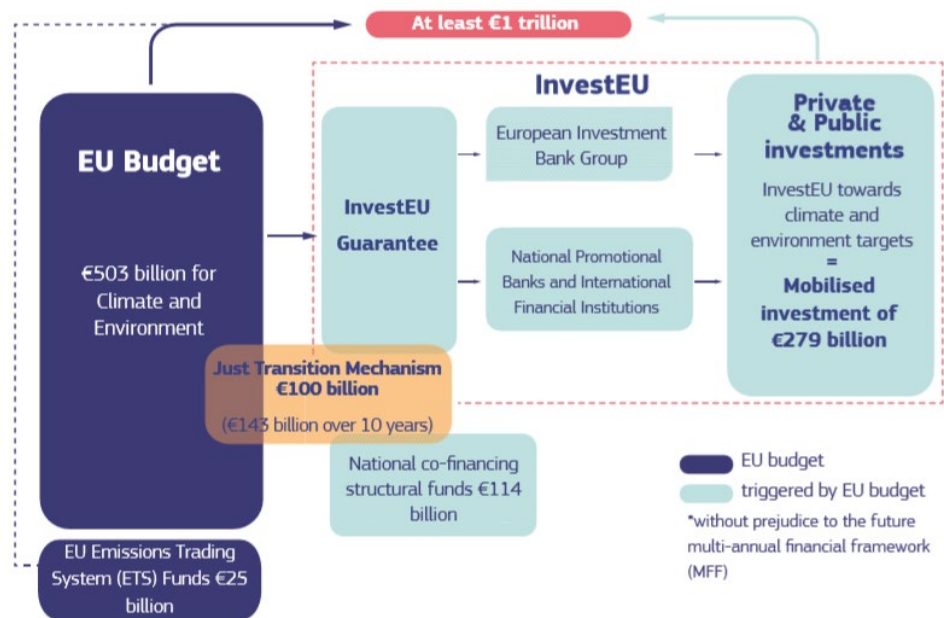 At least €1 trillion
InvestEU
EU Budget
€503 billion for
Climate and
Environment
InvestEU
Guarantee
European Investment
Bank Group
National Promotional
Banks and International
Financial Institutions
Private
& Public
investments
InvestEU towards
climate and
environment targets
=
Mobilised
investment of
€279 billion
Just Transition Mechanism
€100 billion
(€143 billion over 10 years)
National co-financing
structural funds €114
billion
EU Emissions Trading
System (ETS) Funds €25
billion
EU budget
triggered by EU budget
*without prejudice to the future
multi-annual financial framework
(MFF)